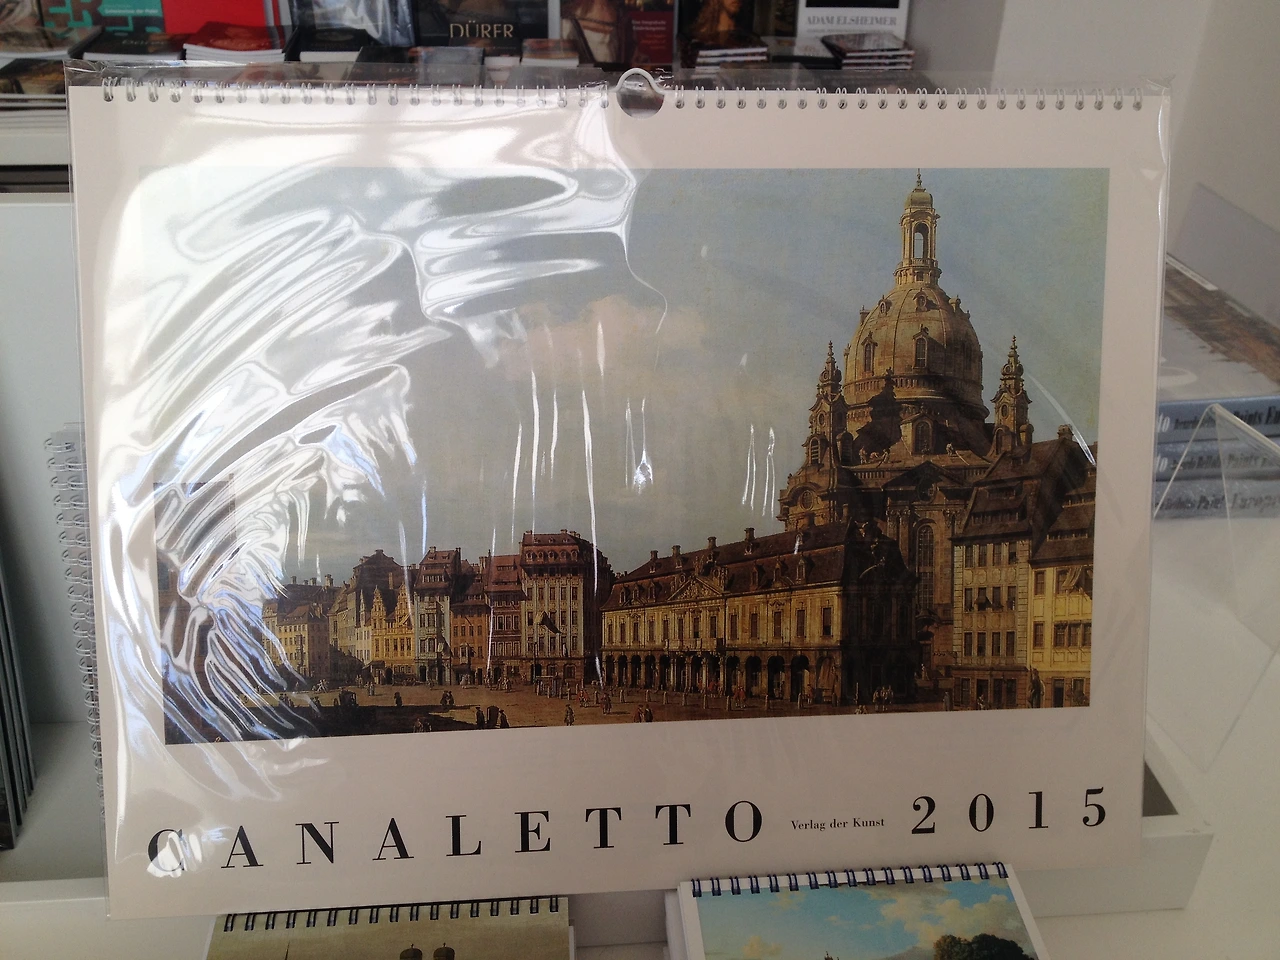 DÜRER
ADAM ELSHEIMER
CANALETTO Verlag der Kunst 2015